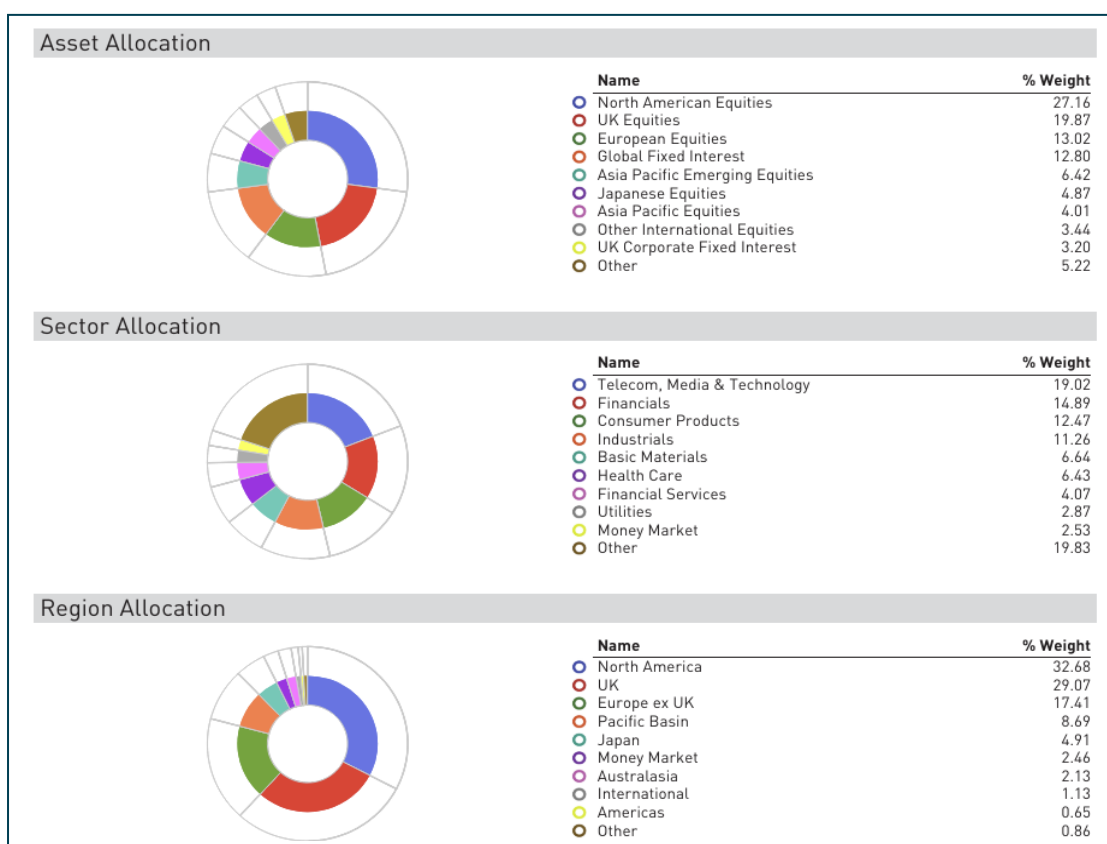 Asset Allocation
Name % Weight
North American Equities 27.16
UK Equities 19.87
European Equities 13.02
Global Fixed Interest 12.80
Asia Pacific Emerging Equities 6.42
Japanese Equities 4.87
Asia Pacific Equities 4.01
Other International Equities 3.44
UK Corporate Fixed Interest 3.20
Other 5.22
Sector Allocation
Name % Weight
Telecom, Media & Technology 19.02
Financials 14.89
Consumer Products 12.47
Industrials 11.26
Basic Materials 6.64
Health Care 6.43
Financial Services 4.07
Utilities 2.87
Money Market 2.53
Other 19.83
Region Allocation
Name % Weight
North America 32.68
UK 29.07
Europe ex UK 17.41
Pacific Basin 8.69
Japan 4.91
Money Market 2.46
Australasia 2.13
International 1.13
Americas 0.65
Other 0.86